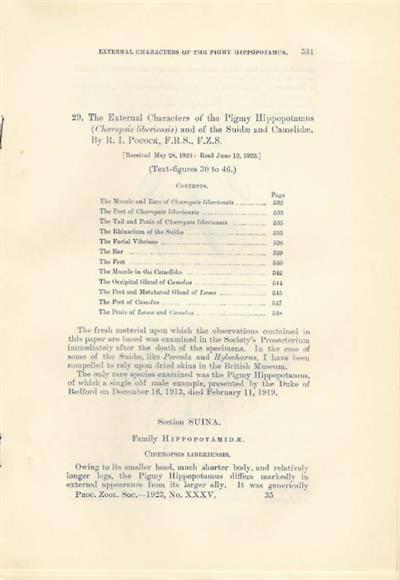 EXTERNAL CHARACTERS OF THE PIGMY HIPPOPOTAMUS. 531
29. The External Characters of the Pigmy Hippopotamus
(Chœropsis liberiensis) and of the Suidæ and Camelidæ.
By R. I. Pocock, F.R.S., F.Z.S.
[Received May 28, 1923: Read June 12, 1923.]
(Text-figures 30 to 46.)
Contents.
Page
The Muzzle and Ears of Chœropsis liberiensis ............ 532
The Feet of Chœropsis liberiensis ............ 533
The Tail and Penis of Chœropsis liberiensis ............ 535
The Rhinarium of the Suidæ ............ 535
The Facial Vibrissæ ............ 538
The Ear ............ 539
The Feet ............ 540
The Muzzle in the Camelidæ ............ 542
The Occipital Gland of Camelus ............ 544
The Feet and Metatarsal Gland of Lama ............ 545
The Feet of Camelus ............ 547
The Penis of Lama and Camelus ............ 548
The fresh material upon which the observations contained in
this paper are based was examined in the Society's Prosectorium
immediately after the death of the specimens. In the case of
some of the Suidæ, like Porcula and Hylochœrus, I have been
compelled to rely upon dried skins in the British Museum.
The only rare species examined was the Pigmy Hippopotamus,
of which a single old male example, presented by the Duke of
Bedford on December 16, 1913, died February 11, 1919.
Section SUINA.
Family HIPPOPOTAMIDÆ.
CHŒROPSIS LIBERIENSIS.
Owing to its smaller head, much shorter body, and relatively
longer legs, the Pigmy Hippopotamus differs markedly in
external appearance from its larger ally. It was generically
Proc. Zool. Soc.—1923, No. XXXV. 35